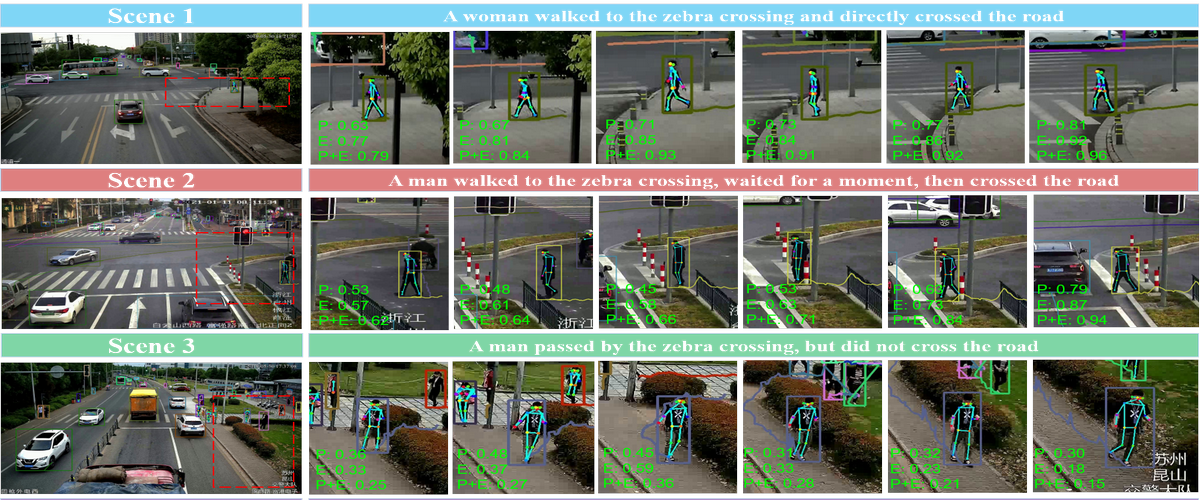 Scene 1
A woman walked to the zebra crossing and directly crossed the road
P: 0.63
E: 0.77
P+E: 0.79
P: 0.67
E: 0.81
P+E: 0.84
P: 0.71
E: 0.85
P+E: 0.93
P: 0.73
E: 0.84
P+E: 0.91
P: 0.77
E: 0.86
P+E: 0.92
P: 0.81
E: 0.92
P+E: 0.96
Scene 2
A man walked to the zebra crossing, waited for a moment, then crossed the road
P: 0.53
E: 0.57
P+E: 0.62
浙江
P: 0.48
E: 0.61
P+E: 0.64
浙江
P: 0.45
E: 0.58
P+E: 0.66
P: 0.53
E: 0.63
P+E: 0.71
E: 0.73
P+E: 0.84
P: 0.79
E: 0.87
P+E: 0.94
Scene 3
A man passed by the zebra crossing, but did not cross the road
P: 0.36
E: 0.33
P+E: 0.25
P: 0.48
E: 0.37
P+E: 0.27
P: 0.45
E: 0.59
P+E: 0.36
P: 0.31
E: 0.33
P+E: 0.28
P: 0.32
E: 0.23
P+E: 0.21
P: 0.30
E: 0.18
P+E: 0.15
苏州
昆山
交警大队